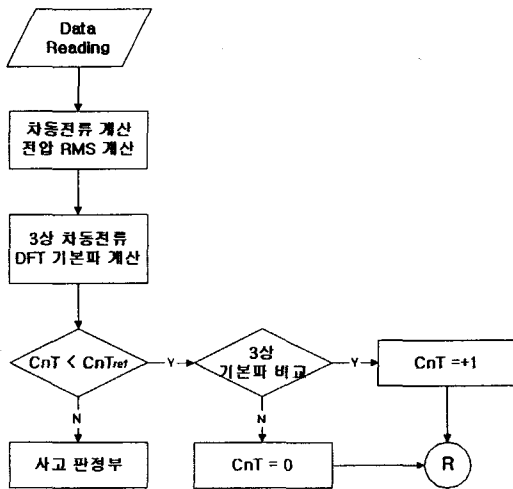 Data
Reading
차동전류 계산
전압 RMS 계산
3상 차동전류
DFT 기본파 계산
CnT < CnTref
Y
3상
기본파 비교
Y
CnT =+1
N
N
사고 판정부
CnT = 0
R